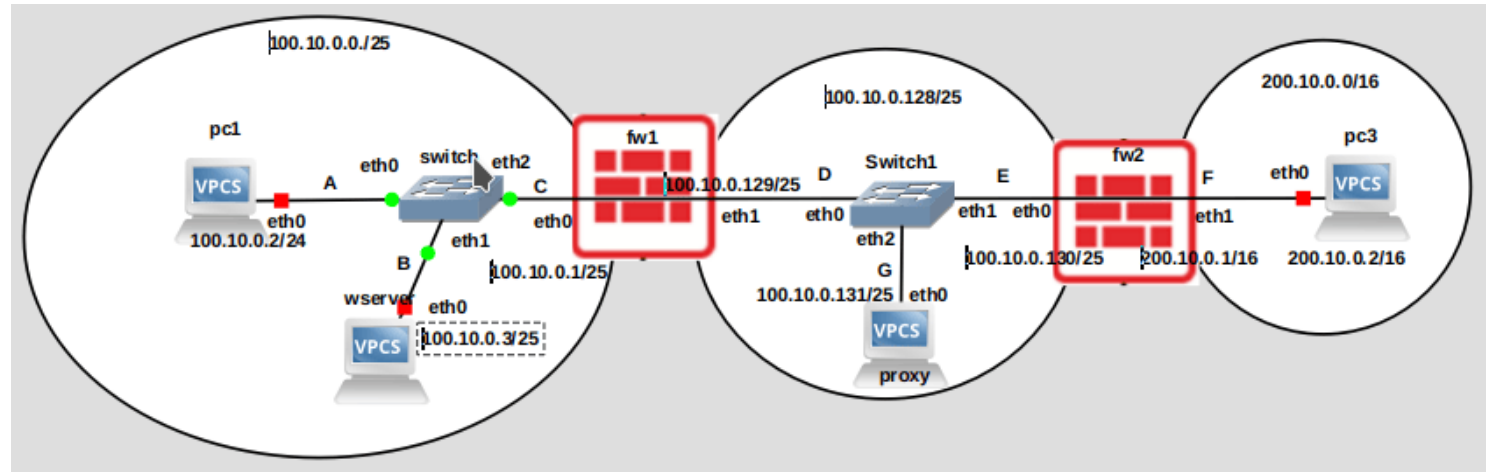 100.10.0.0./25
pc1
VPCS
eth0
100.10.0.2/24
A
eth0
switch
eth2
eth1
B
wserver
eth0
VPCS
100.10.0.3/25
C
eth0
100.10.0.1/25
fw1
100.10.0.129/25
eth1
100.10.0.128/25
D
eth0
Switch1
eth1
eth2
G
100.10.0.131/25
eth0
VPCS
proxy
E
eth0
100.10.0.130/25
fw2
F
eth1
200.10.0.1/16
200.10.0.0/16
pc3
eth0
VPCS
200.10.0.2/16